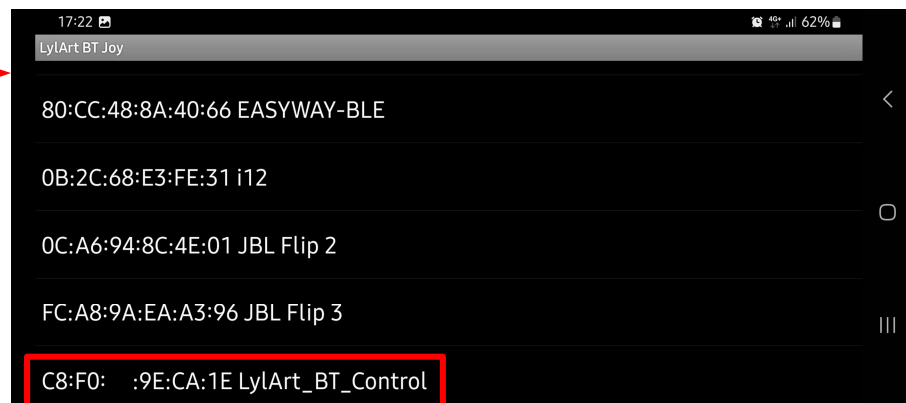 17:22 4G+ 62%
LylArt BT Joy
80:CC:48:8A:40:66 EASYWAY-BLE
0B:2C:68:E3:FE:31 i12
0C:A6:94:8C:4E:01 JBL Flip 2
FC:A8:9A:EA:A3:96 JBL Flip 3
C8:F0: :9E:CA:1E LylArt_BT_Control